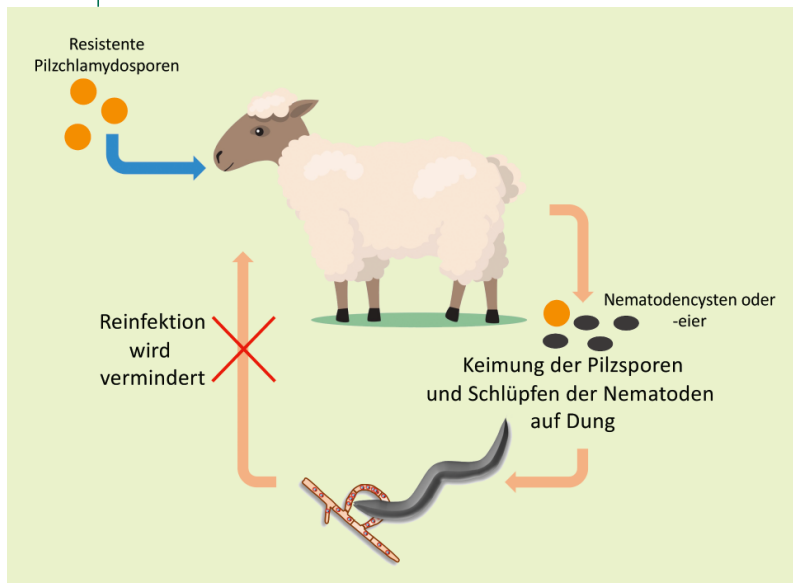 Resistente
Pilzchlamydosporen
Nematodencysten oder
-eier
Reinfektion
wird
vermindert
Keimung der Pilzsporen
und Schlüpfen der Nematoden
auf Dung